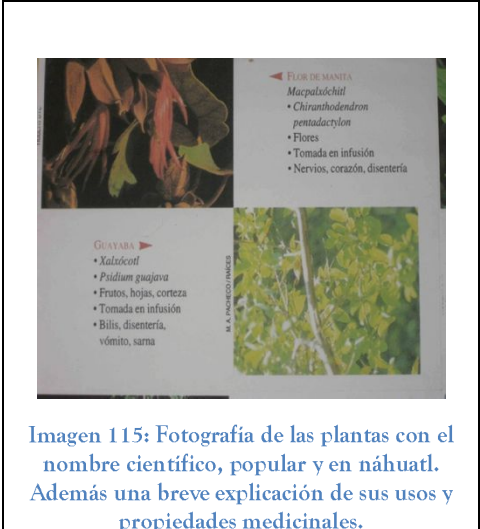 FLOR DE MANITA
Macpalxóchitl
• Chiranthodendron
pentadactylon
• Flores
• Tomada en infusión
• Nervios, corazón, disentería
GUAYABA
• Xalxócotl
• Psidium guajava
• Frutos, hojas, corteza
• Tomada en infusión
• Bilis, disentería,
vómito, sarna
M. A. PACHECO / RAÍCES
Imagen 115: Fotografía de las plantas con el
nombre científico, popular y en náhuatl.
Además una breve explicación de sus usos y
propiedades medicinales.